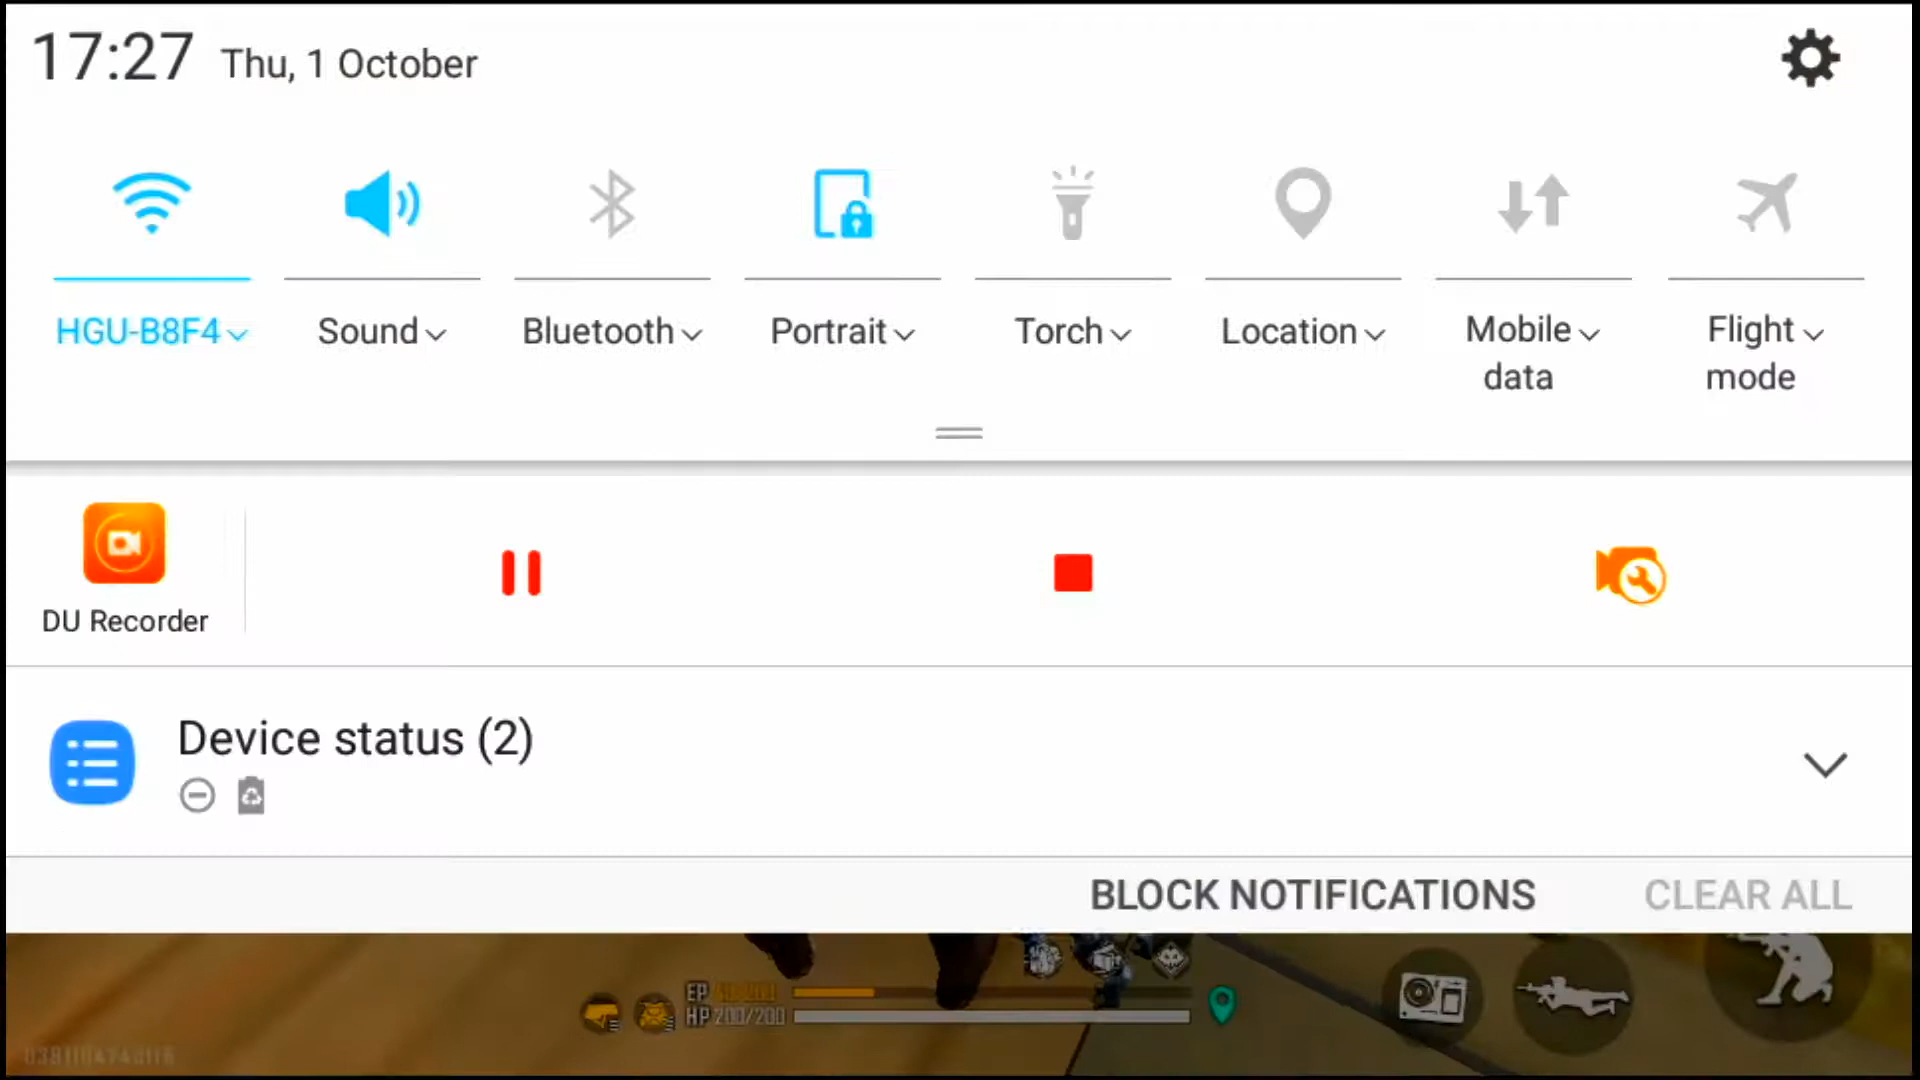 17:27 Thu, 1 October
HGU-B8F4 Sound Bluetooth Portrait Torch Location Mobile data Flight mode
DU Recorder
Device status (2)
BLOCK NOTIFICATIONS CLEAR ALL
EP
HP 200/200